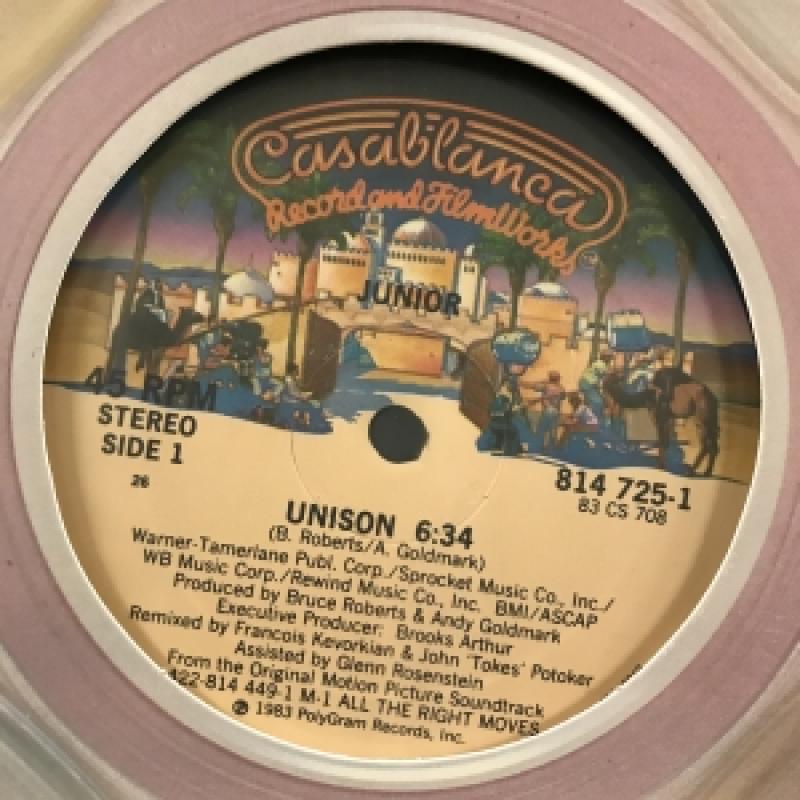 Casablanca
Record and FilmWorks
JUNIOR
45 RPM
STEREO
SIDE 1
26
814 725-1
83 CS 708
UNISON 6:34
(B. Roberts/A. Goldmark)
Warner-Tamerlane Publ. Corp./Sprocket Music Co., Inc./
WB Music Corp./Rewind Music Co., Inc. BMI/ASCAP
Produced by Bruce Roberts & Andy Goldmark
Executive Producer: Brooks Arthur
Remixed by Francois Kevorkian & John 'Tokes' Potoker
Assisted by Glenn Rosenstein
From the Original Motion Picture Soundtrack
422-814 449-1 M-1 ALL THE RIGHT MOVES
℗ 1983 PolyGram Records, Inc.